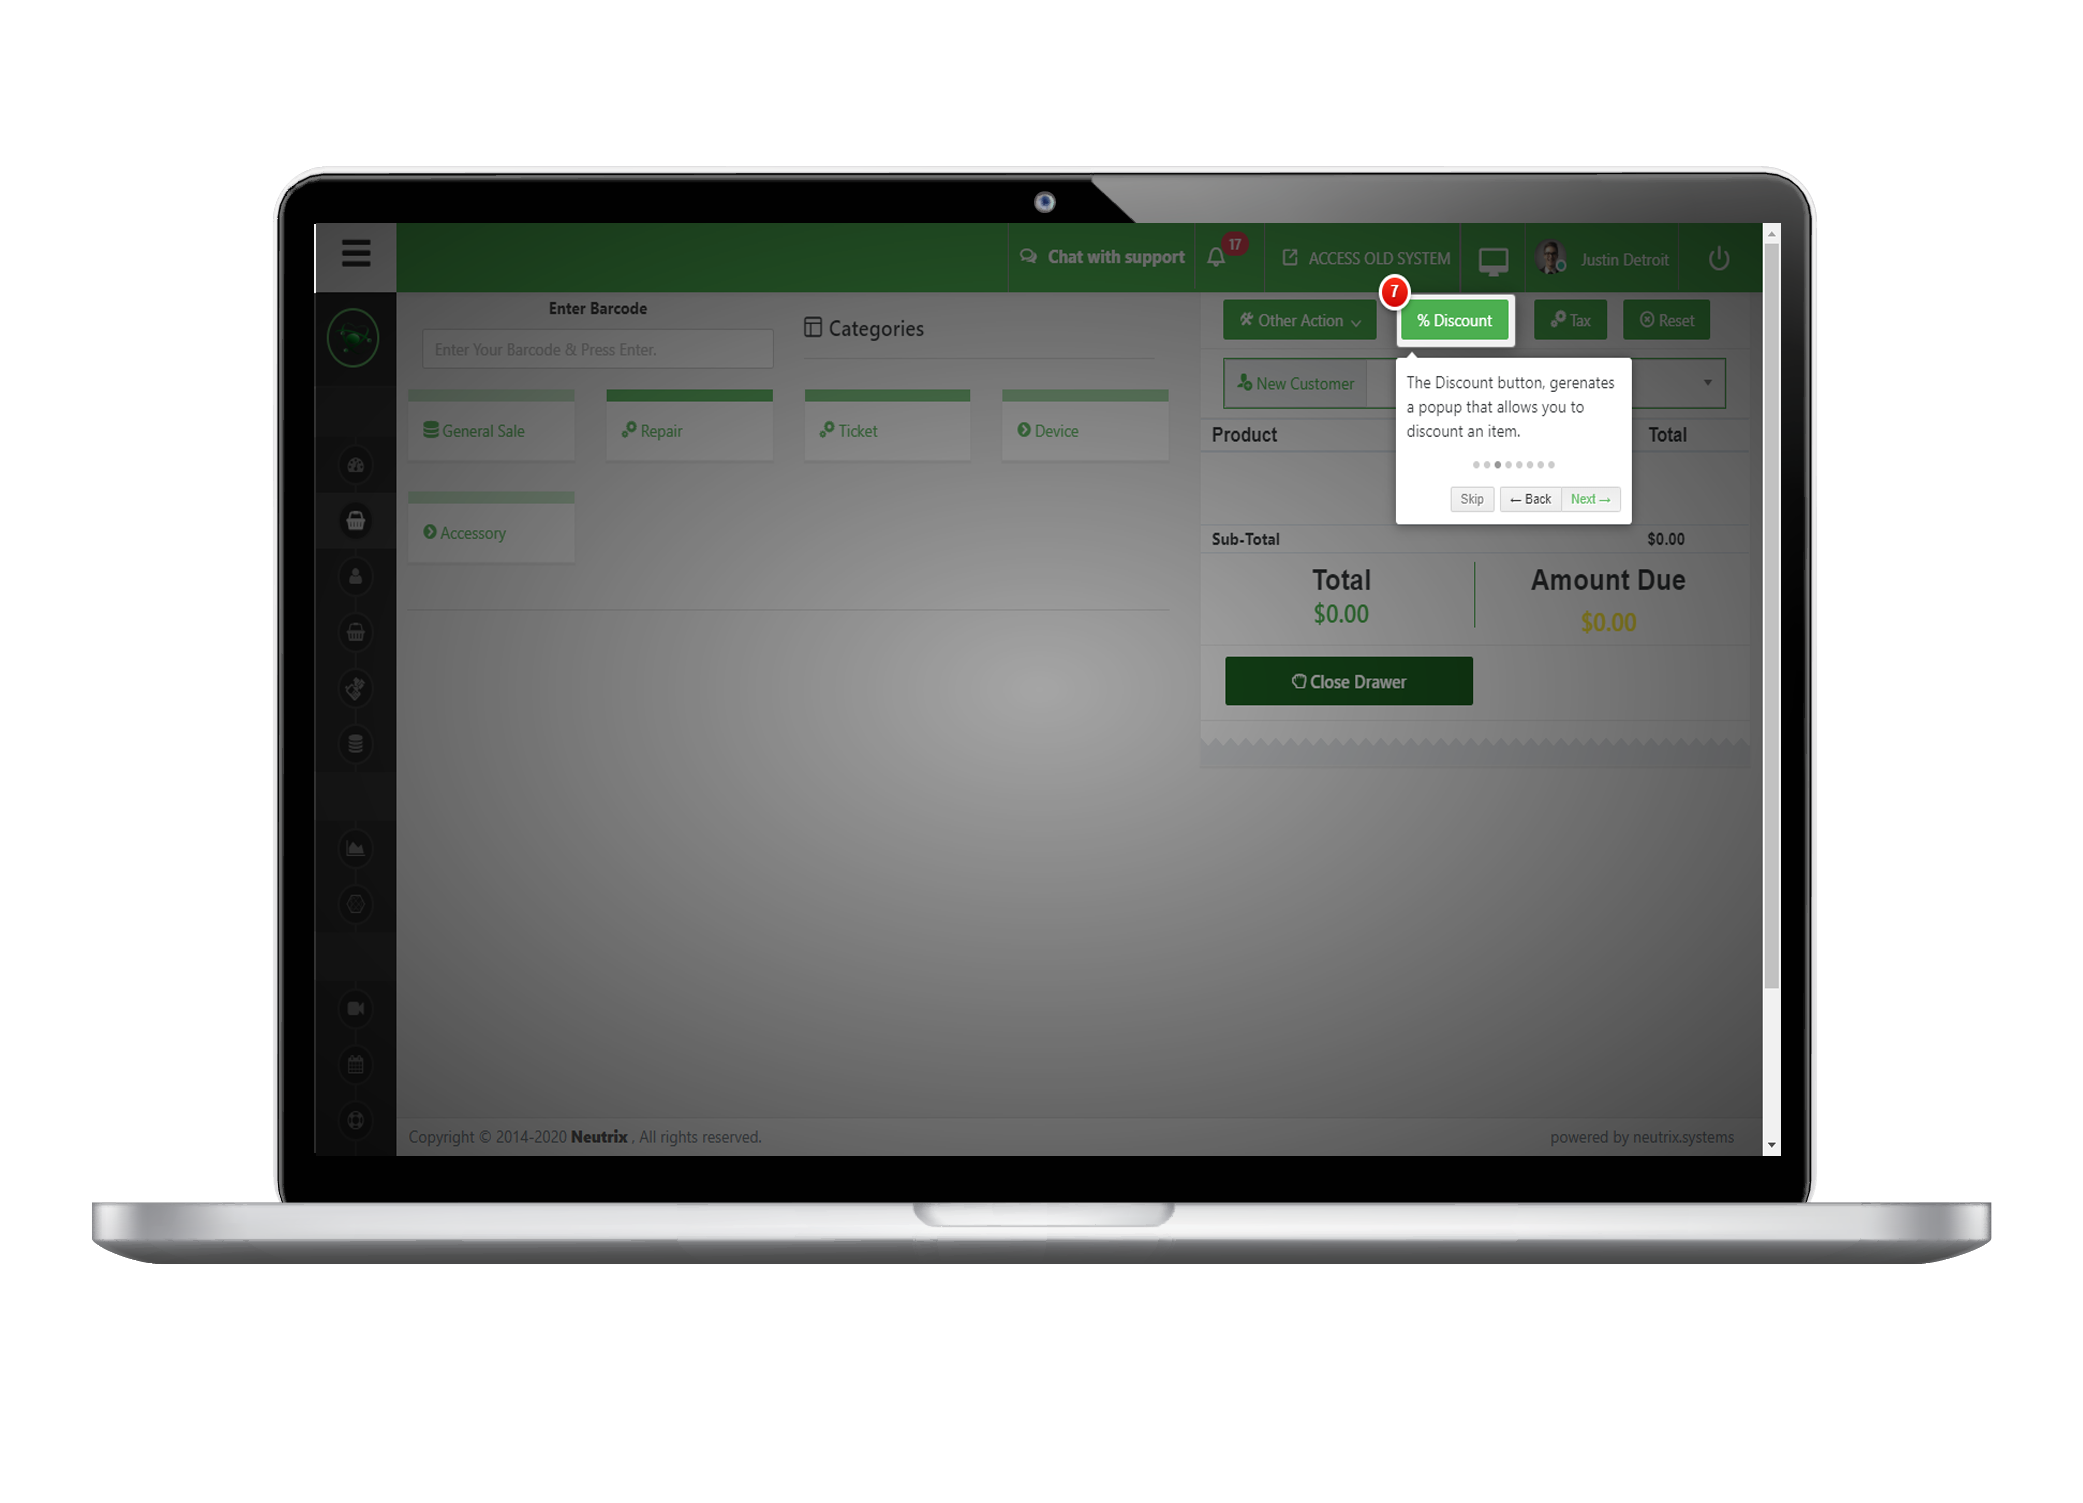 Chat with support
17
ACCESS OLD SYSTEM
Justin Detroit
Enter Barcode
Enter Your Barcode & Press Enter.
Categories
General Sale
Repair
Ticket
Device
Accessory
Other Action
7
% Discount
Tax
Reset
New Customer
The Discount button, gerenates
a popup that allows you to
discount an item.
Skip
← Back
Next →
Product
Total
Sub-Total
$0.00
Total
$0.00
Amount Due
$0.00
Close Drawer
Copyright © 2014-2020 Neutrix , All rights reserved.
powered by neutrix.systems